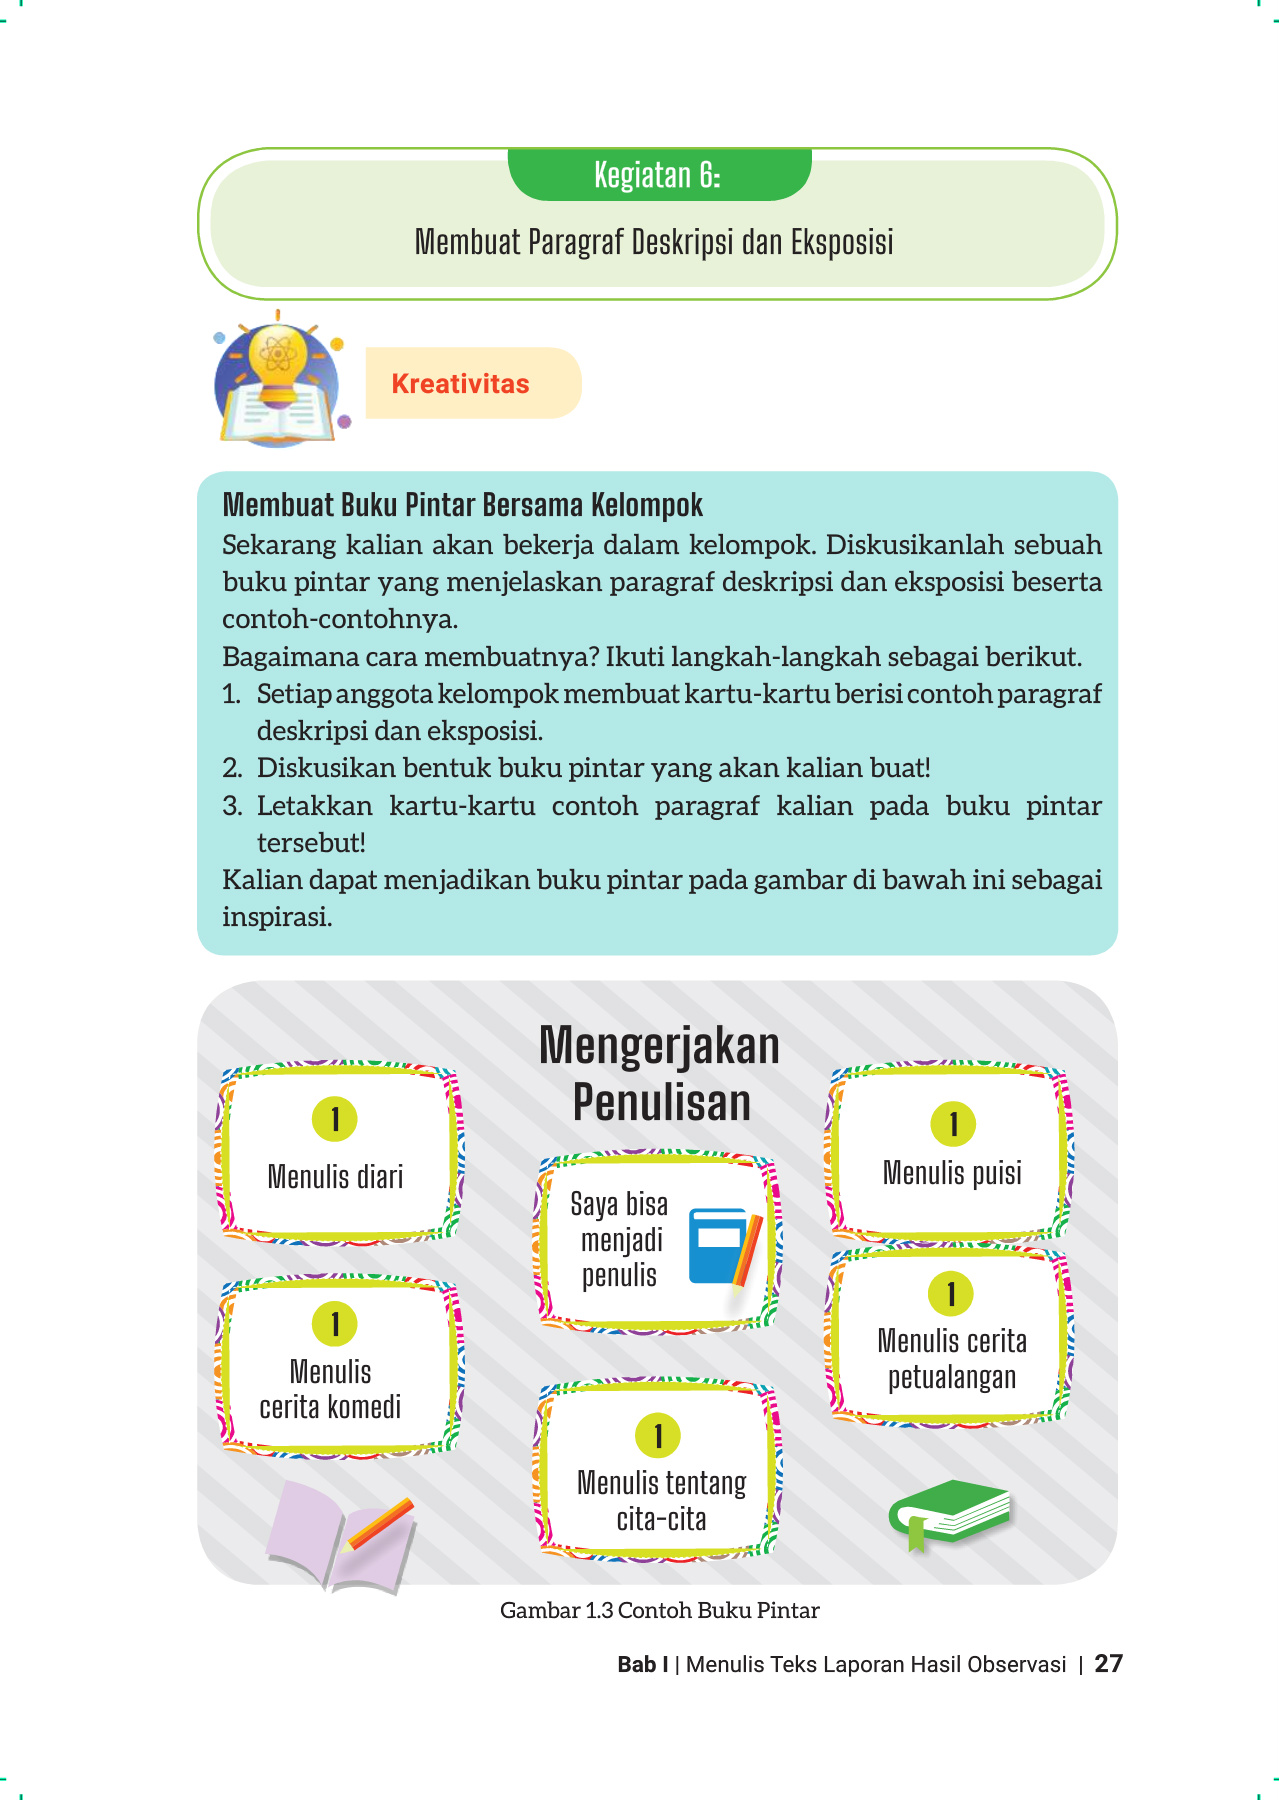 Kegiatan 6:
Membuat Paragraf Deskripsi dan Eksposisi
Kreativitas
Membuat Buku Pintar Bersama Kelompok
Sekarang kalian akan bekerja dalam kelompok. Diskusikanlah sebuah
buku pintar yang menjelaskan paragraf deskripsi dan eksposisi beserta
contoh-contohnya.
Bagaimana cara membuatnya? Ikuti langkah-langkah sebagai berikut.
1. Setiap anggota kelompok membuat kartu-kartu berisi contoh paragraf
deskripsi dan eksposisi.
2. Diskusikan bentuk buku pintar yang akan kalian buat!
3. Letakkan kartu-kartu contoh paragraf kalian pada buku pintar
tersebut!
Kalian dapat menjadikan buku pintar pada gambar di bawah ini sebagai
inspirasi.
Mengerjakan
Penulisan
1
Menulis diari
1
Menulis
cerita komedi
Saya bisa
menjadi
penulis
1
Menulis tentang
cita-cita
1
Menulis puisi
1
Menulis cerita
petualangan
Gambar 1.3 Contoh Buku Pintar
Bab I | Menulis Teks Laporan Hasil Observasi | 27